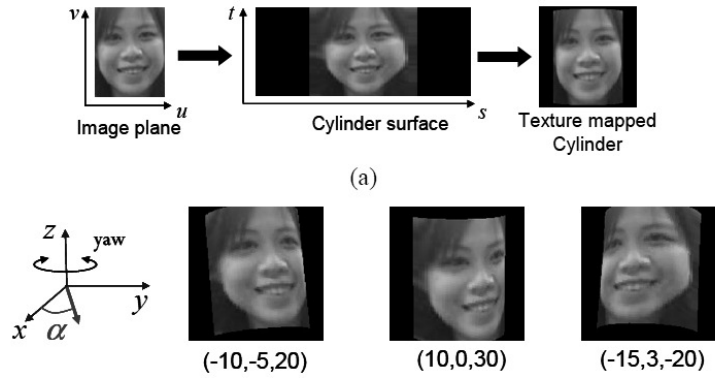 v
t
u
Image plane
Cylinder surface
s
Texture mapped
Cylinder
(a)
z
yaw
y
x
α
(-10,-5,20)
(10,0,30)
(-15,3,-20)